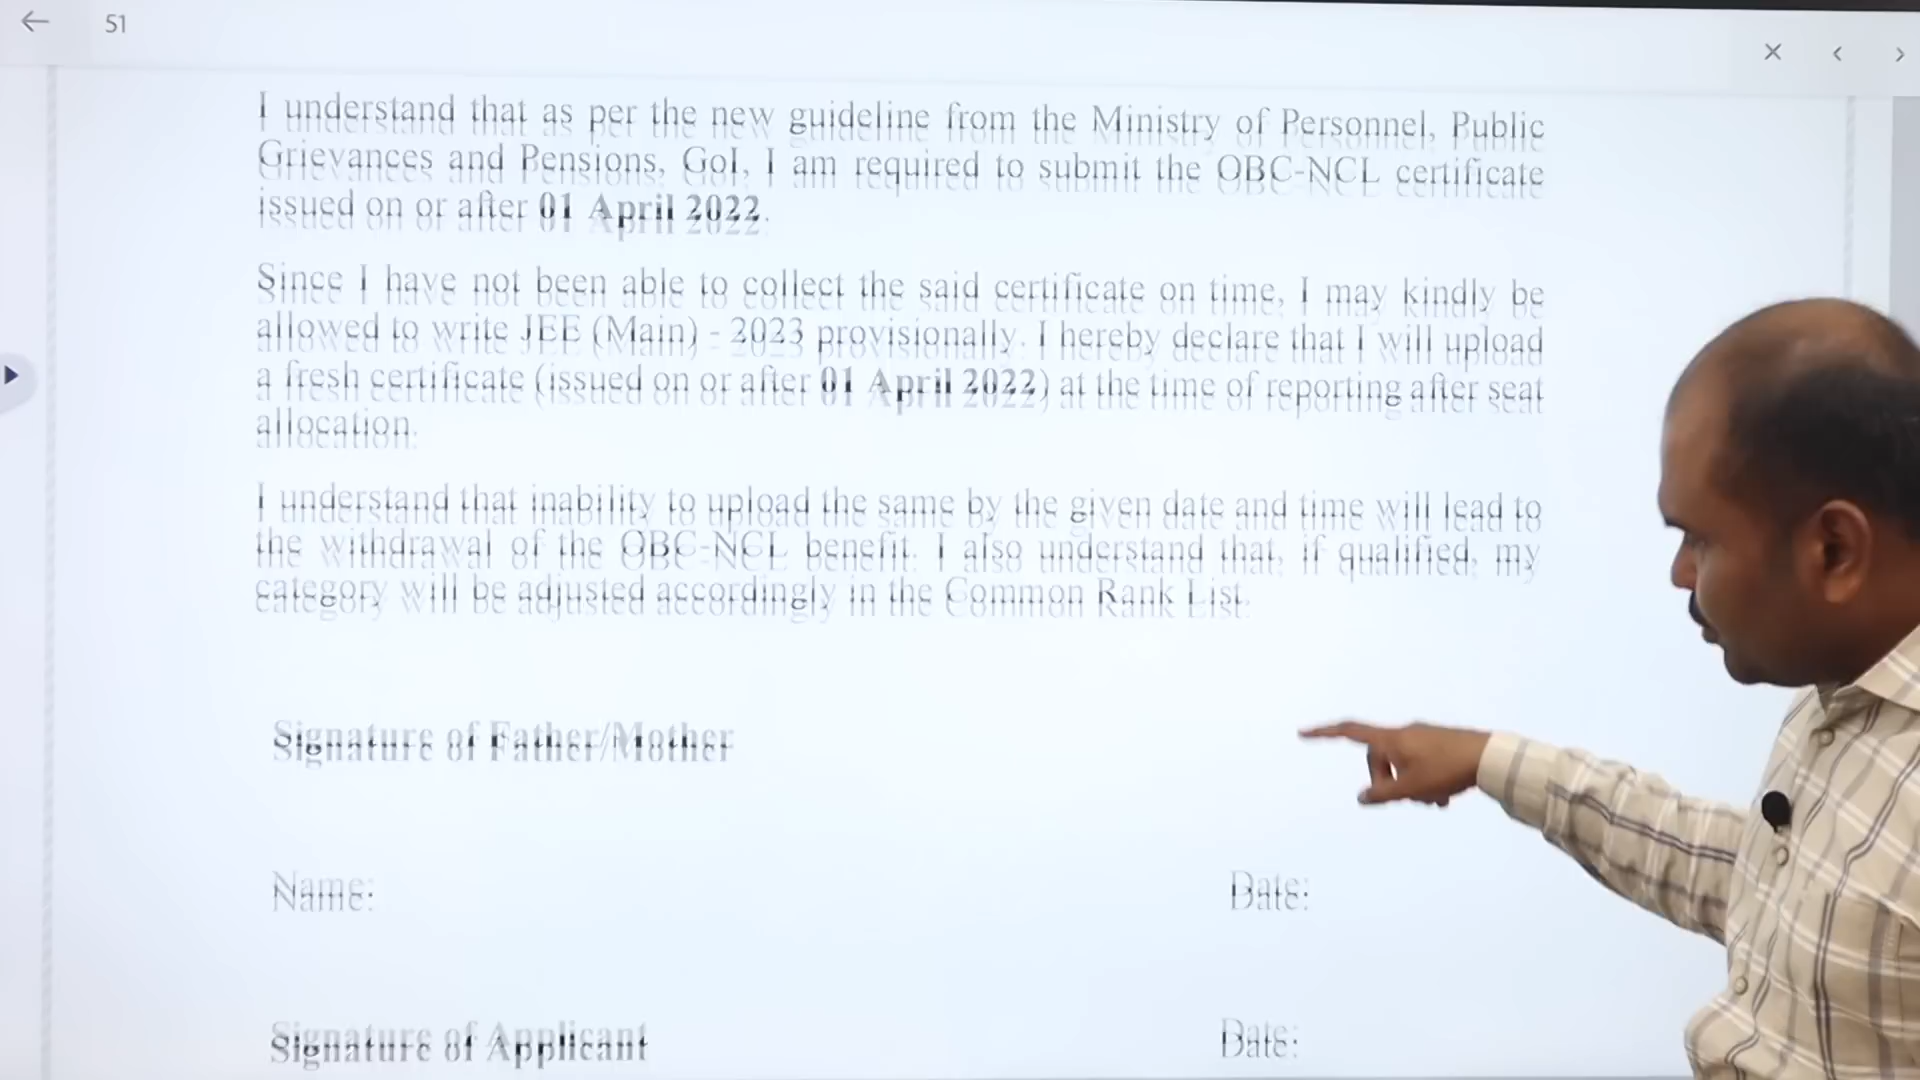 51
I understand that as per the new guideline from the Ministry of Personnel, Public
Grievances and Pensions, GoI, I am required to submit the OBC-NCL certificate
issued on or after 01 April 2022.
Since I have not been able to collect the said certificate on time, I may kindly be
allowed to write JEE (Main) - 2023 provisionally. I hereby declare that I will upload
a fresh certificate (issued on or after 01 April 2022) at the time of reporting after seat
allocation.
I understand that inability to upload the same by the given date and time will lead to
the withdrawal of the OBC-NCL benefit. I also understand that, if qualified, my
category will be adjusted accordingly in the Common Rank List.
Signature of Father/Mother
Name: Date:
Signature of Applicant Date: